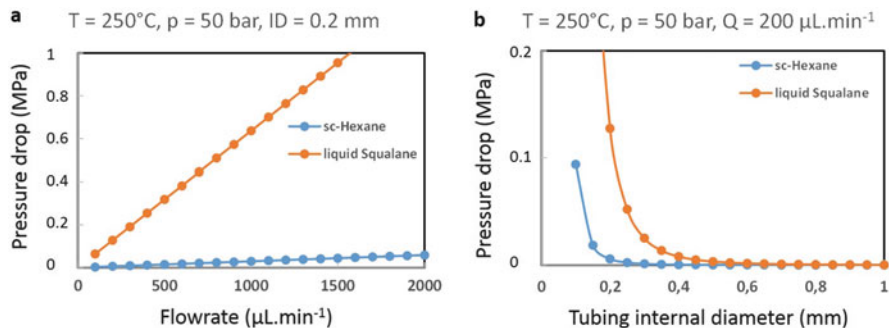 a
T = 250°C, p = 50 bar, ID = 0.2 mm
Pressure drop (MPa)
1
0.8
0.6
0.4
0.2
0
sc-Hexane
liquid Squalane
0 500 1000 1500 2000
Flowrate (µL.min⁻¹)
b
T = 250°C, p = 50 bar, Q = 200 µL.min⁻¹
Pressure drop (MPa)
0.2
0.1
0
sc-Hexane
liquid Squalane
0 0,2 0,4 0,6 0,8 1
Tubing internal diameter (mm)